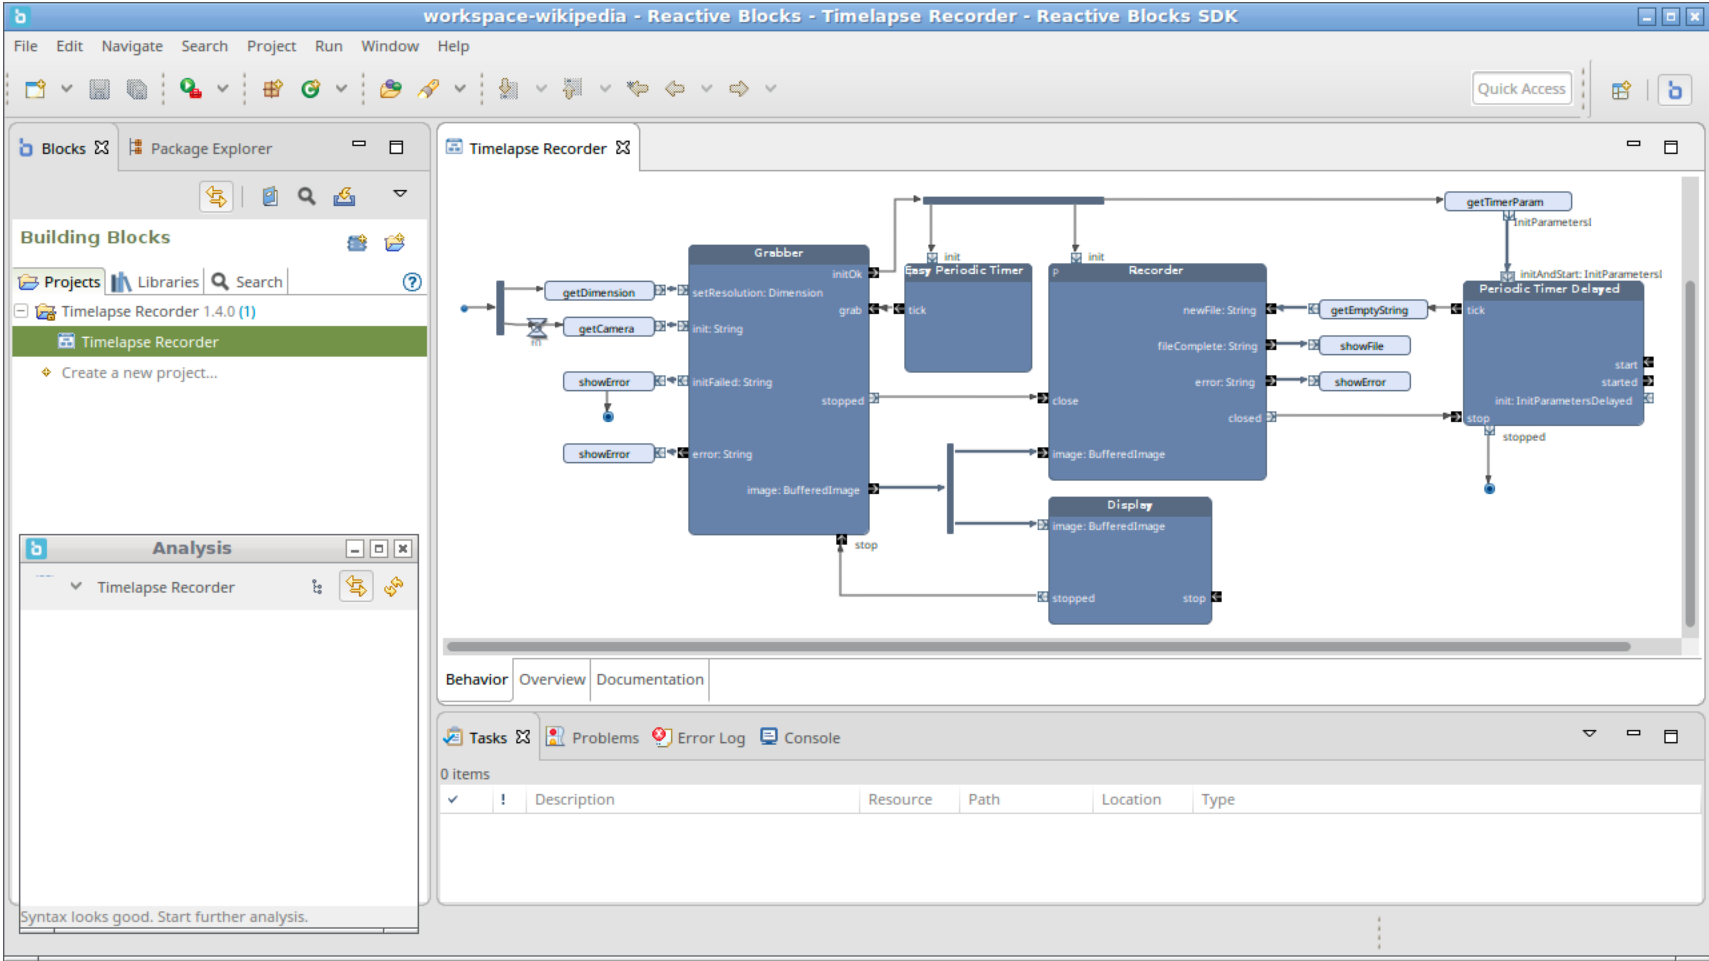 workspace-wikipedia - Reactive Blocks - Timelapse Recorder - Reactive Blocks SDK
File Edit Navigate Search Project Run Window Help
Quick Access
Blocks Package Explorer
Building Blocks
Projects Libraries Search
Timelapse Recorder 1.4.0 (1)
Timelapse Recorder
Create a new project...
Analysis
Timelapse Recorder
Syntax looks good. Start further analysis.
Timelapse Recorder
getTimerParam
InitParametersI
initAndStart: InitParametersI
getDimension
getCamera
showError
showError
Grabber
initOk
setResolution: Dimension
grab
init: String
initFailed: String
stopped
error: String
image: BufferedImage
stop
init
Easy Periodic Timer
tick
init
P
Recorder
newFile: String
fileComplete: String
error: String
close
closed
image: BufferedImage
getEmptyString
showFile
showError
Periodic Timer Delayed
tick
start
started
init: InitParametersDelayed
stop
stopped
Display
image: BufferedImage
stopped stop
Behavior Overview Documentation
Tasks Problems Error Log Console
0 items
! Description Resource Path Location Type